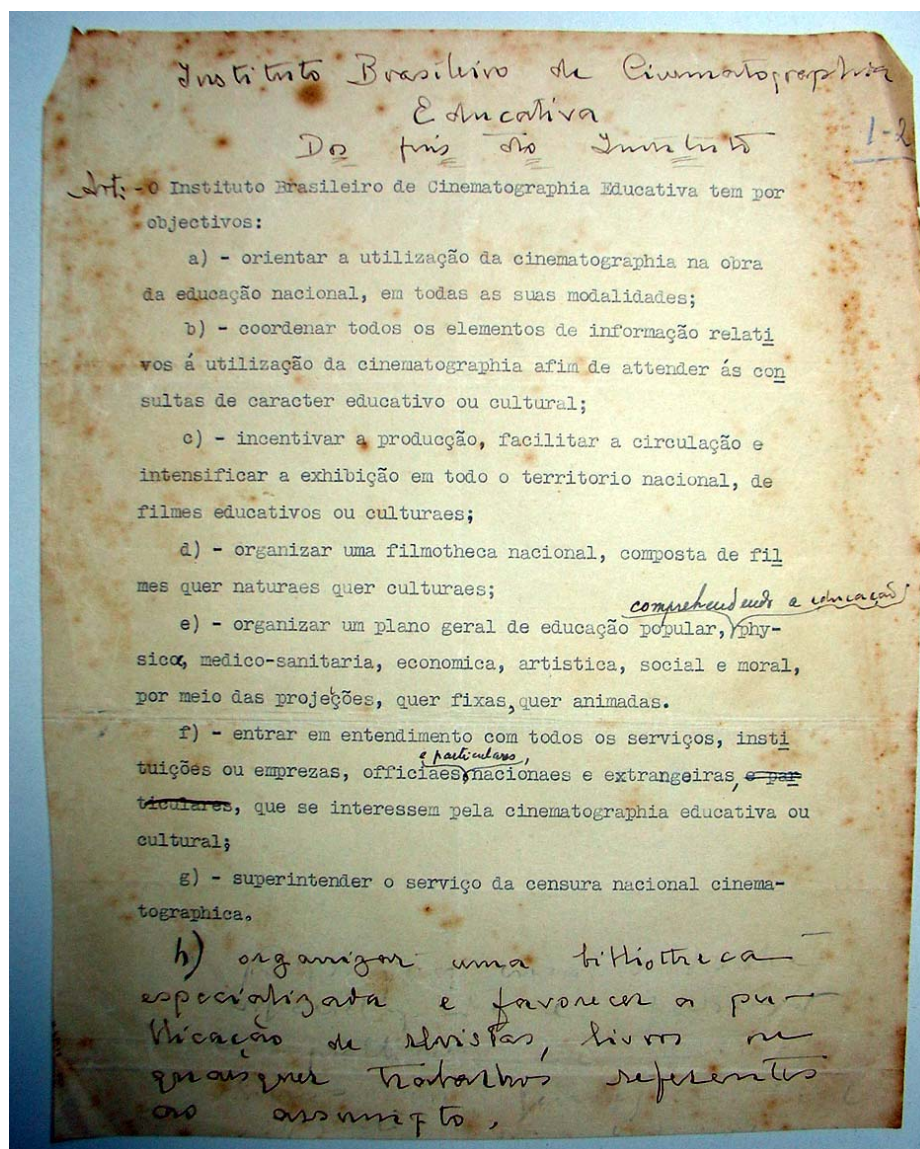 Instituto Brasileiro de Cinematographia
Educativa
Dos fins do Instituto
1-2
Art: - O Instituto Brasileiro de Cinematographia Educativa tem por
objectivos:
a) - orientar a utilização da cinematographia na obra
da educação nacional, em todas as suas modalidades;
b) - coordenar todos os elementos de informação relati
vos á utilização da cinematographia afim de attender ás con
sultas de caracter educativo ou cultural;
c) - incentivar a producção, facilitar a circulação e
intensificar a exhibição em todo o territorio nacional, de
filmes educativos ou culturaes;
d) - organizar uma filmotheca nacional, composta de fil
mes quer naturaes quer culturaes;
comprehendendo a educação
e) - organizar um plano geral de educação popular, phy-
sica, medico-sanitaria, economica, artistica, social e moral,
por meio das projecções, quer fixas, quer animadas.
f) - entrar em entendimento com todos os serviços, insti
e particulares,
tuições ou emprezas, officiaes nacionaes e extrangeiras, e par
ticulares, que se interessem pela cinematographia educativa ou
cultural;
g) - superintender o serviço da censura nacional cinema-
tographica.
h) organizar uma bibliotheca
especializada e favorecer a pu-
blicação de revistas, livros ou
quaisquer trabalhos referentes
ao assumpto.